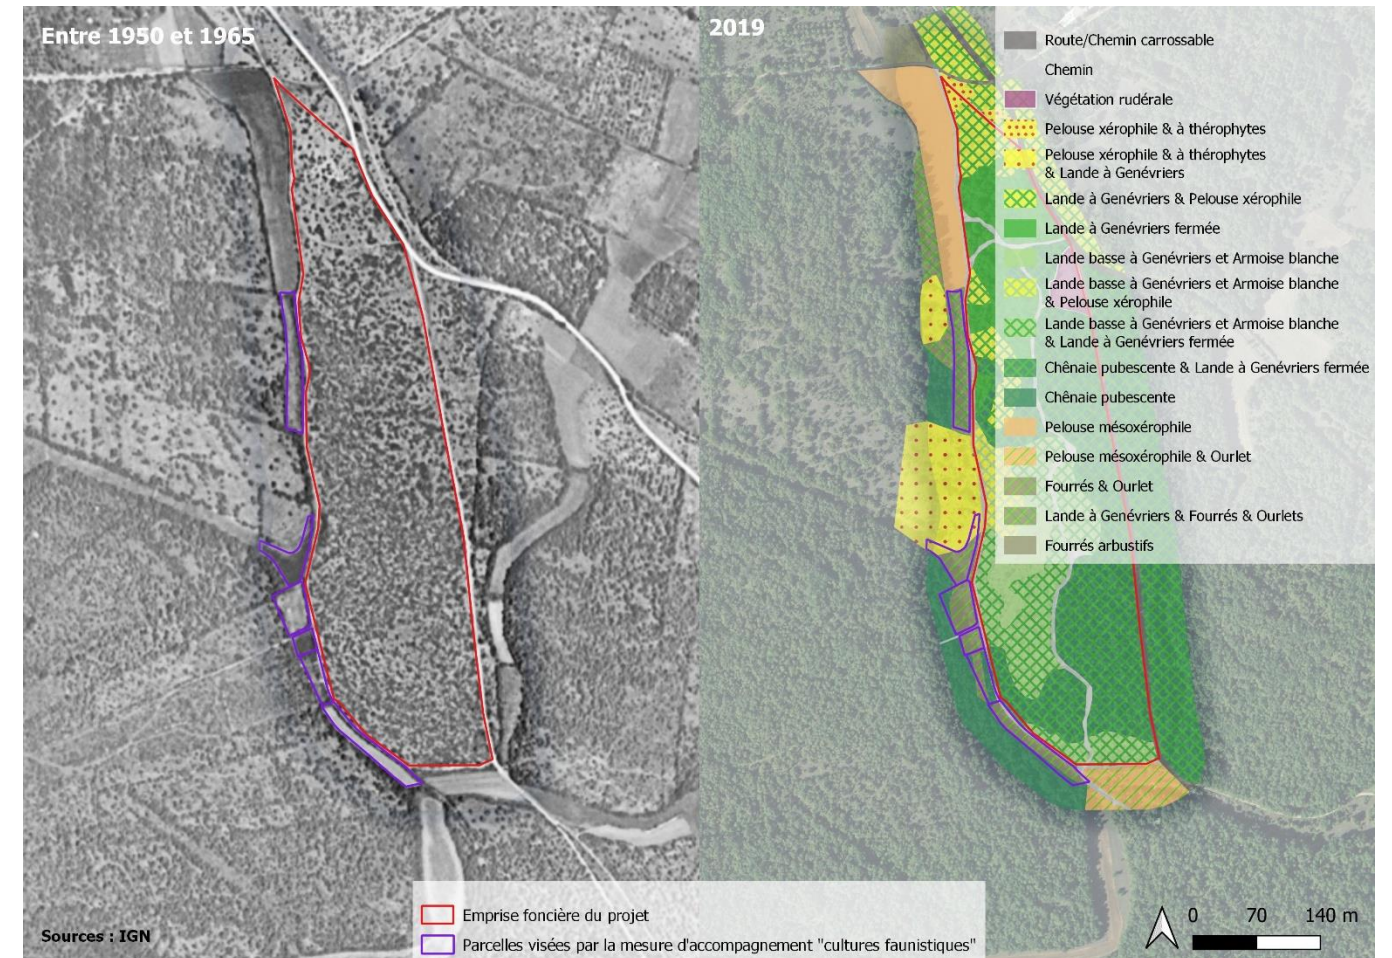 Entre 1950 et 1965
2019
Route/Chemin carrossable
Chemin
Végétation rudérale
Pelouse xérophile & à thérophytes
Pelouse xérophile & à thérophytes
& Lande à Genévriers
Lande à Genévriers & Pelouse xérophile
Lande à Genévriers fermée
Lande basse à Genévriers et Armoise blanche
Lande basse à Genévriers et Armoise blanche
& Pelouse xérophile
Lande basse à Genévriers et Armoise blanche
& Lande à Genévriers fermée
Chênaie pubescente & Lande à Genévriers fermée
Chênaie pubescente
Pelouse mésoxérophile
Pelouse mésoxérophile & Ourlet
Fourrés & Ourlet
Lande à Genévriers & Fourrés & Ourlets
Fourrés arbustifs
Emprise foncière du projet
Parcelles visées par la mesure d'accompagnement "cultures faunistiques"
Sources : IGN
0 70 140 m